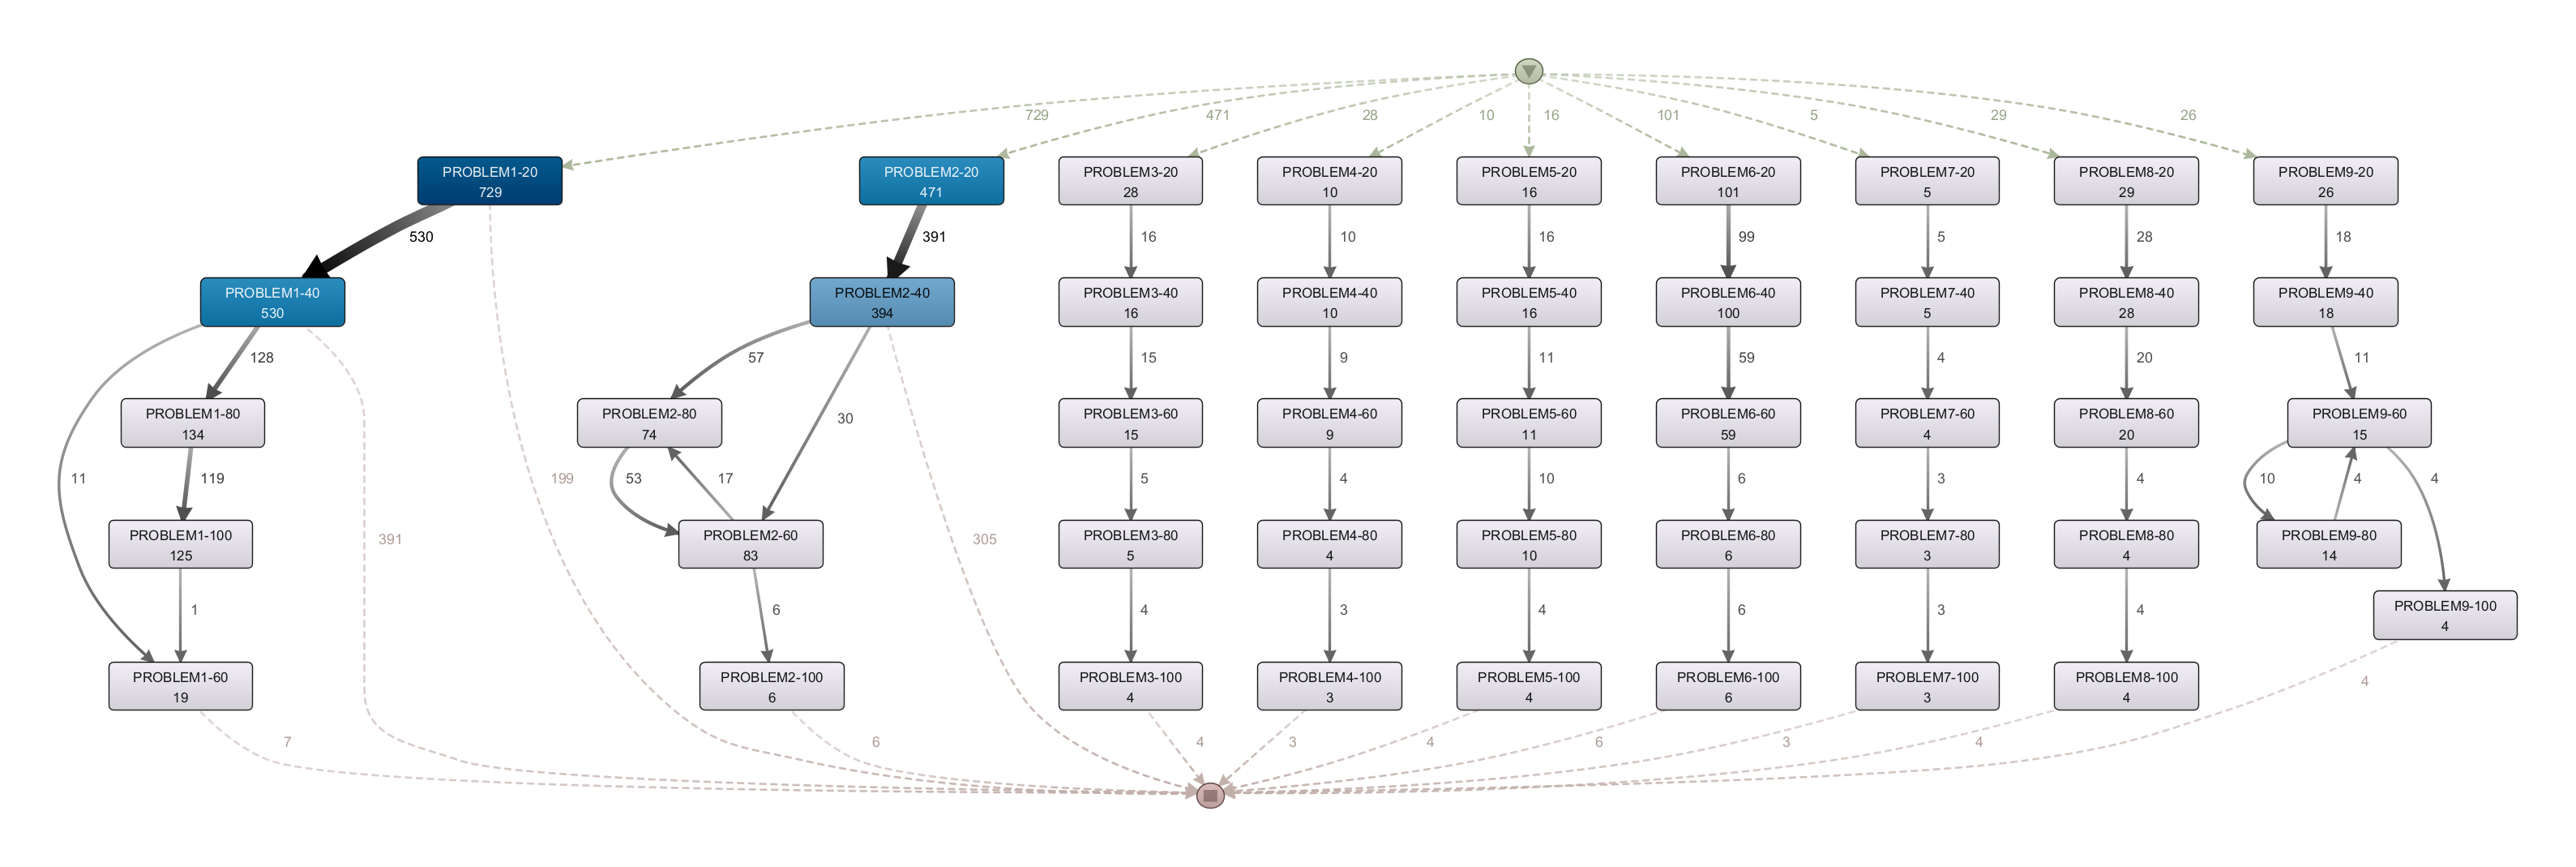 729
471
28
10
16
101
5
29
26
PROBLEM1-20
729
PROBLEM2-20
471
PROBLEM3-20
28
PROBLEM4-20
10
PROBLEM5-20
16
PROBLEM6-20
101
PROBLEM7-20
5
PROBLEM8-20
29
PROBLEM9-20
26
530
391
16
10
16
99
5
28
18
PROBLEM1-40
530
PROBLEM2-40
394
PROBLEM3-40
16
PROBLEM4-40
10
PROBLEM5-40
16
PROBLEM6-40
100
PROBLEM7-40
5
PROBLEM8-40
28
PROBLEM9-40
18
128
57
30
15
9
11
59
4
20
11
PROBLEM1-80
134
PROBLEM2-80
74
PROBLEM3-60
15
PROBLEM4-60
9
PROBLEM5-60
11
PROBLEM6-60
59
PROBLEM7-60
4
PROBLEM8-60
20
PROBLEM9-60
15
11
119
199
53
17
5
4
10
6
3
4
10
4
4
PROBLEM1-100
125
391
PROBLEM2-60
83
305
PROBLEM3-80
5
PROBLEM4-80
4
PROBLEM5-80
10
PROBLEM6-80
6
PROBLEM7-80
3
PROBLEM8-80
4
PROBLEM9-80
14
1
6
4
3
4
6
3
4
PROBLEM9-100
4
PROBLEM1-60
19
PROBLEM2-100
6
PROBLEM3-100
4
PROBLEM4-100
3
PROBLEM5-100
4
PROBLEM6-100
6
PROBLEM7-100
3
PROBLEM8-100
4
4
7
6
4
3
4
6
3
4